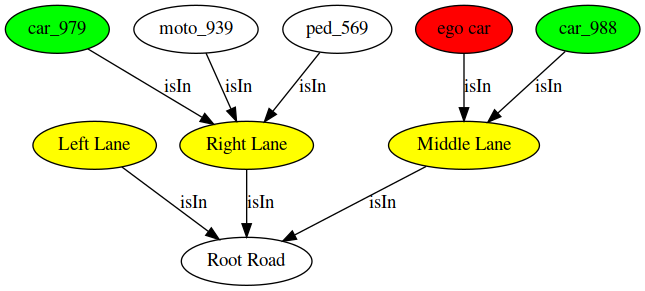 car_979
moto_939
ped_569
ego car
car_988
isIn
isIn
isIn
isIn
isIn
Left Lane
Right Lane
Middle Lane
isIn
isIn
isIn
Root Road